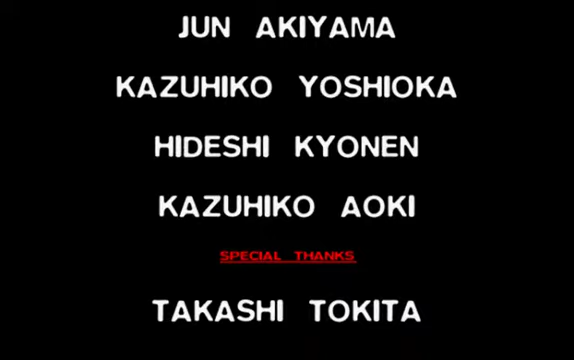 JUN AKIYAMA
KAZUHIKO YOSHIOKA
HIDESHI KYONEN
KAZUHIKO AOKI
SPECIAL THANKS
TAKASHI TOKITA